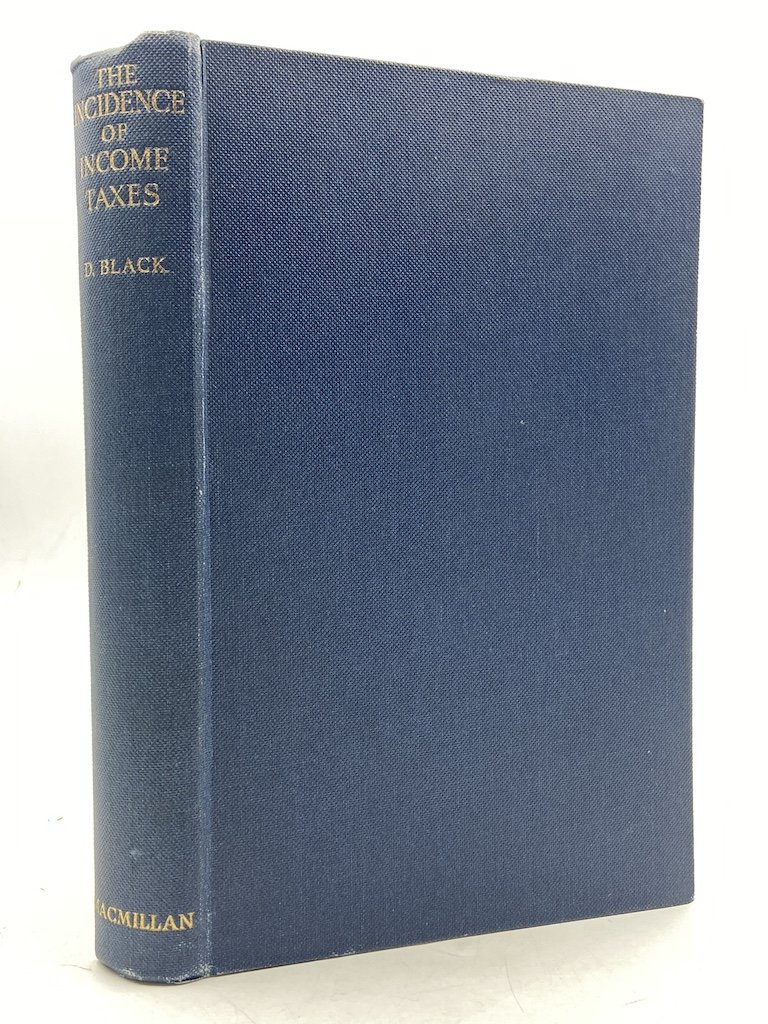 THE
INCIDENCE
OF
INCOME
TAXES
D. BLACK
MACMILLAN